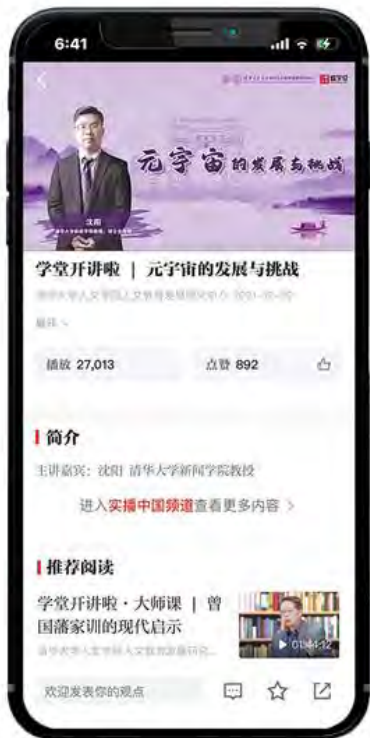 6:41
元宇宙的发展与挑战
沈阳
学堂开讲啦 | 元宇宙的发展与挑战
播放 27,013
点赞 892
简介
主讲嘉宾：沈阳 清华大学新闻学院教授
进入实播中国频道查看更多内容 >
推荐阅读
学堂开讲啦·大师课 | 曾
国藩家训的现代启示
01:44:12
欢迎发表你的观点